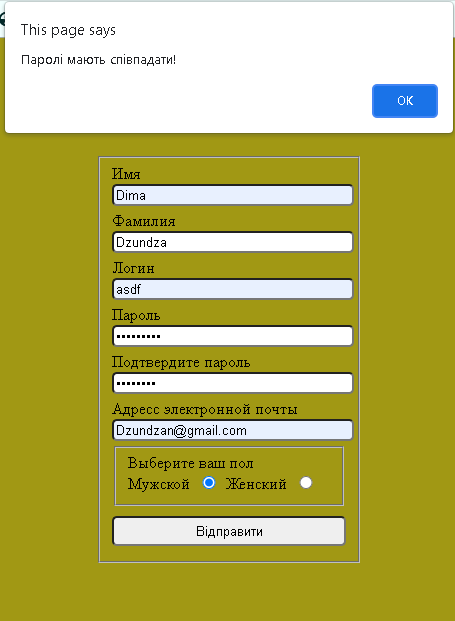 This page says
Паролі мають співпадати!
OK
Имя
Dima
Фамилия
Dzundza
Логин
asdf
Пароль
•••••••••
Подтвердите пароль
••••••••
Адресс электронной почты
Dzundzan@gmail.com
Выберите ваш пол
Мужской Женский
Відправити